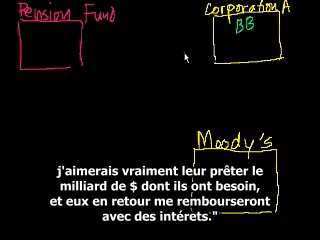 Pension Fund
Corporation A
BB
Moody's
j'aimerais vraiment leur prêter le
milliard de $ dont ils ont besoin,
et eux en retour me rembourseront
avec des intérets."